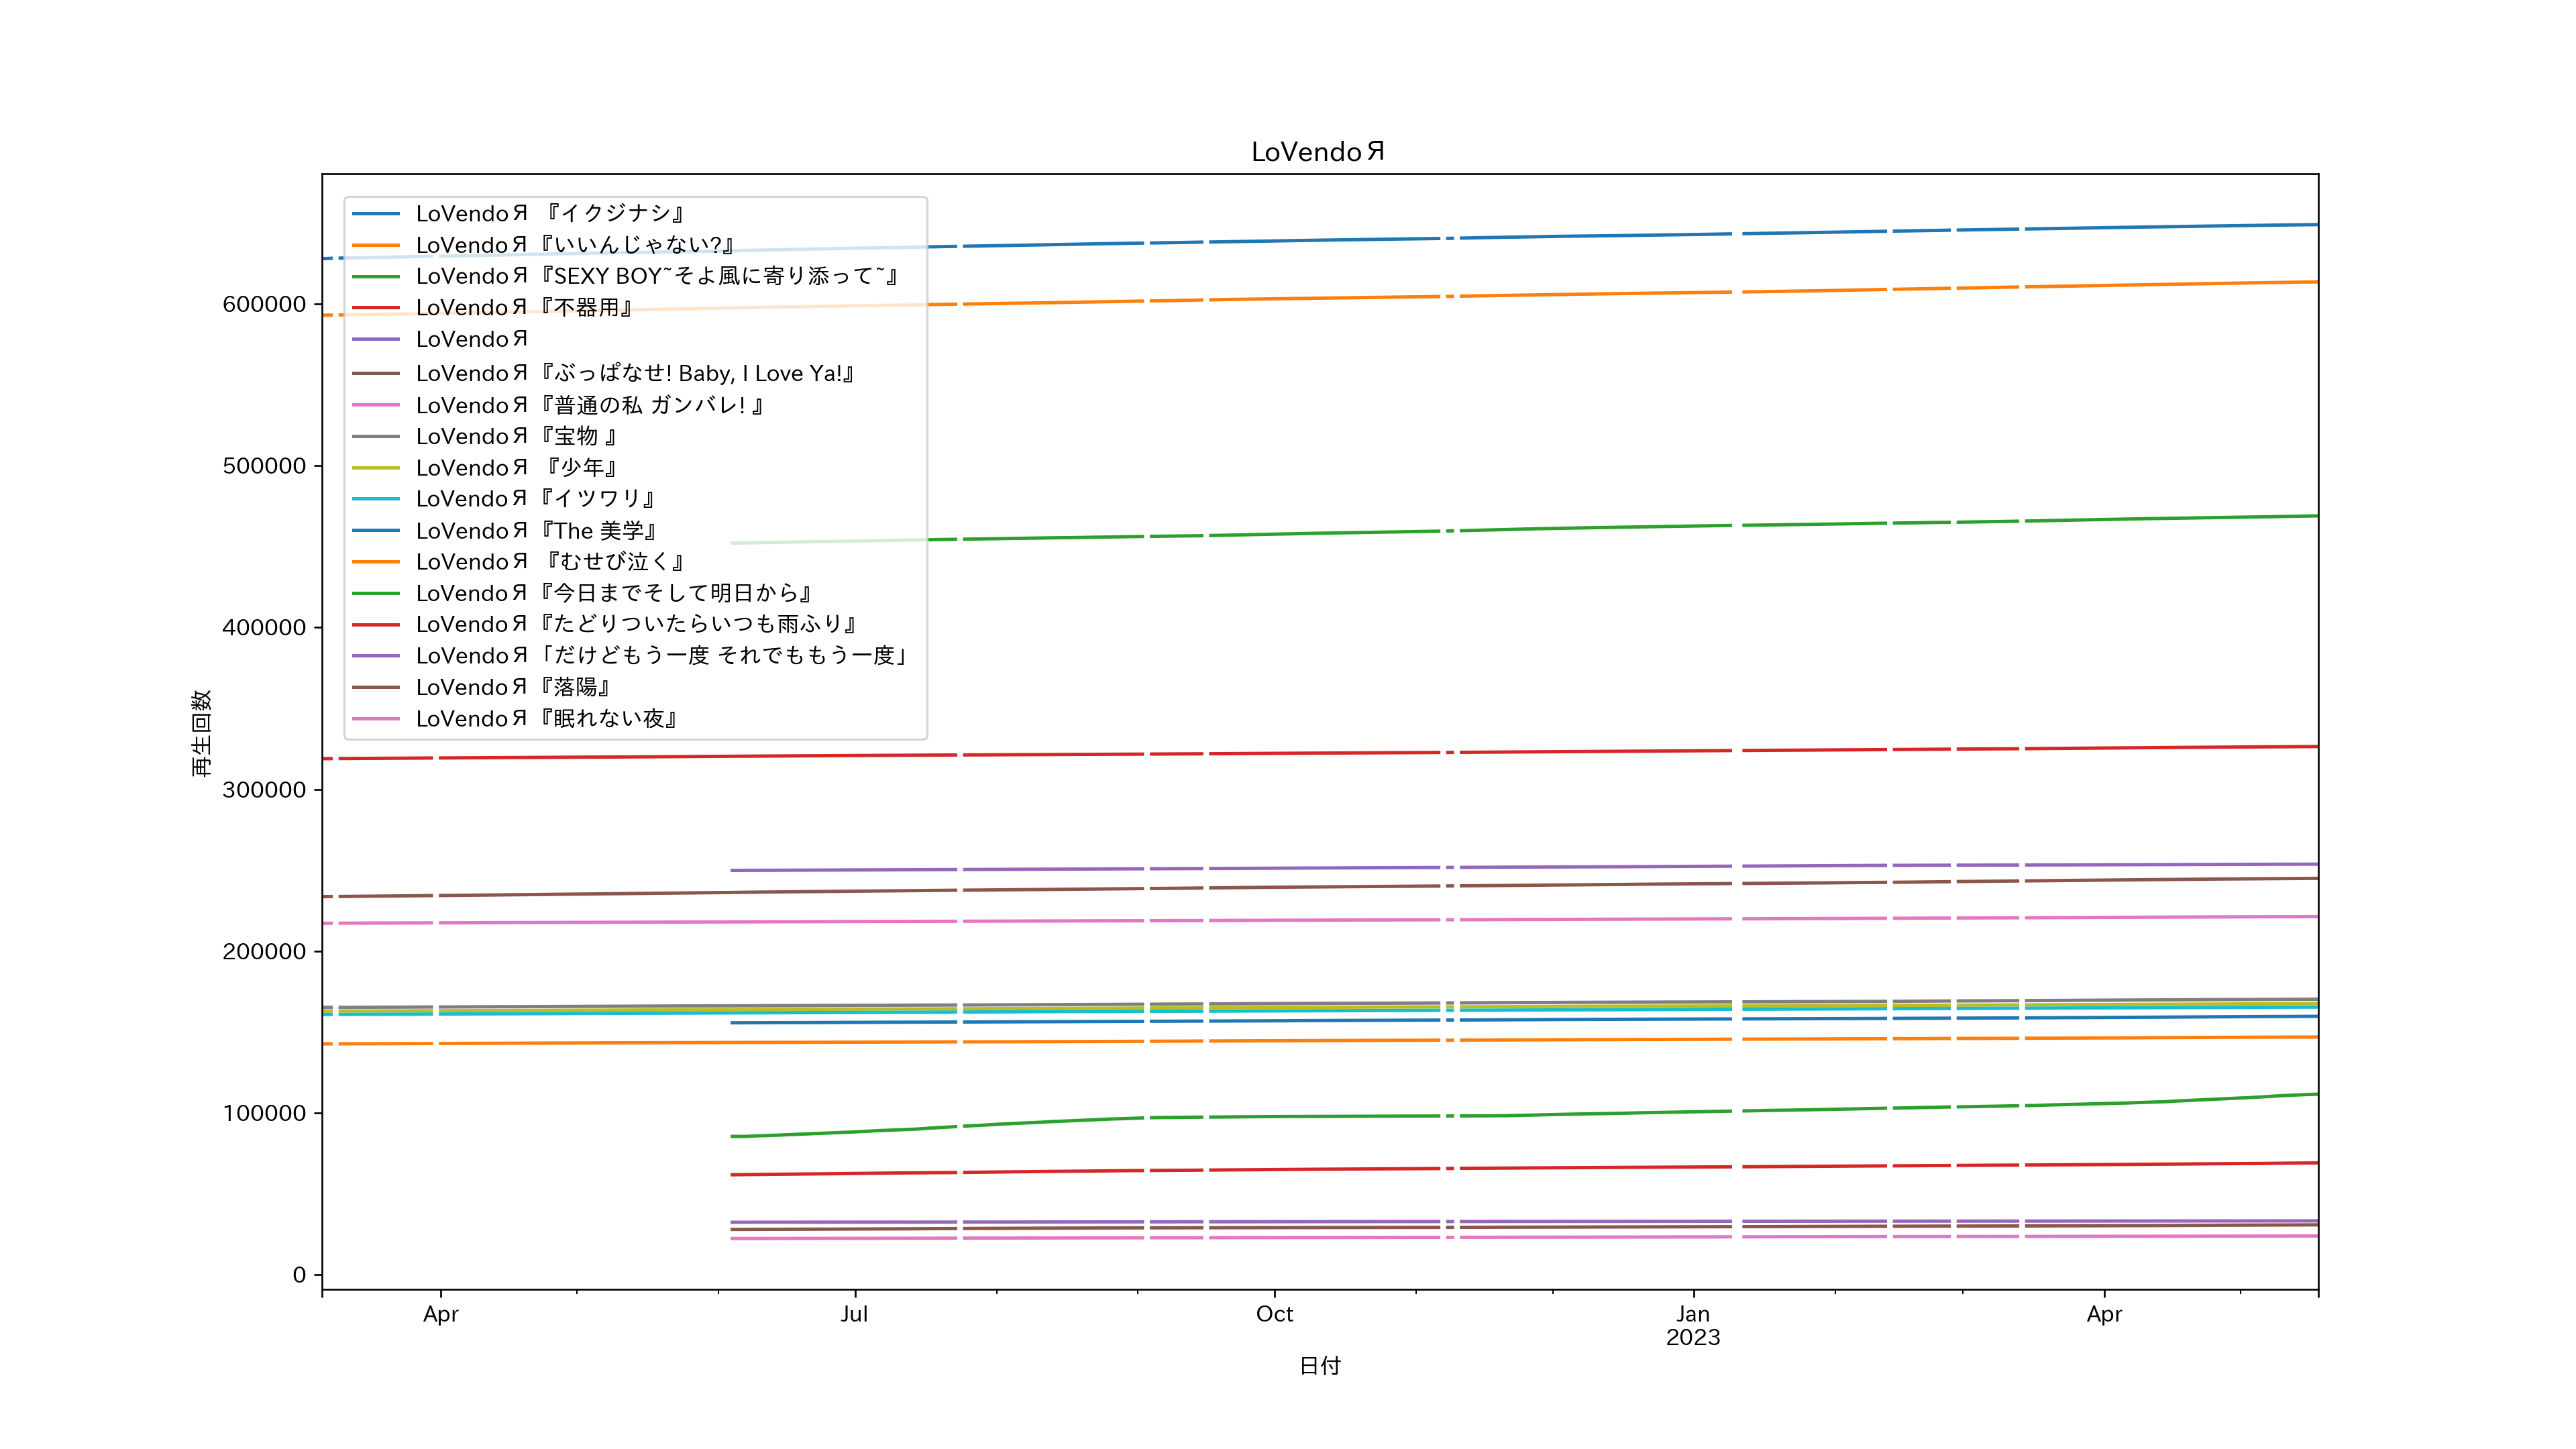 LoVendoЯ
LoVendoЯ 『イクジナシ』
LoVendoЯ『いいんじゃない?』
LoVendoЯ『SEXY BOY~そよ風に寄り添って~』
LoVendoЯ『不器用』
LoVendoЯ
LoVendoЯ『ぶっぱなせ! Baby, I Love Ya!』
LoVendoЯ『普通の私 ガンバレ! 』
LoVendoЯ『宝物 』
LoVendoЯ 『少年』
LoVendoЯ『イツワリ』
LoVendoЯ『The 美学』
LoVendoЯ 『むせび泣く』
LoVendoЯ『今日までそして明日から』
LoVendoЯ『たどりついたらいつも雨ふり』
LoVendoЯ「だけどもう一度 それでももう一度」
LoVendoЯ『落陽』
LoVendoЯ『眠れない夜』
再生回数
600000
500000
400000
300000
200000
100000
0
Apr
Jul
Oct
Jan
2023
Apr
日付